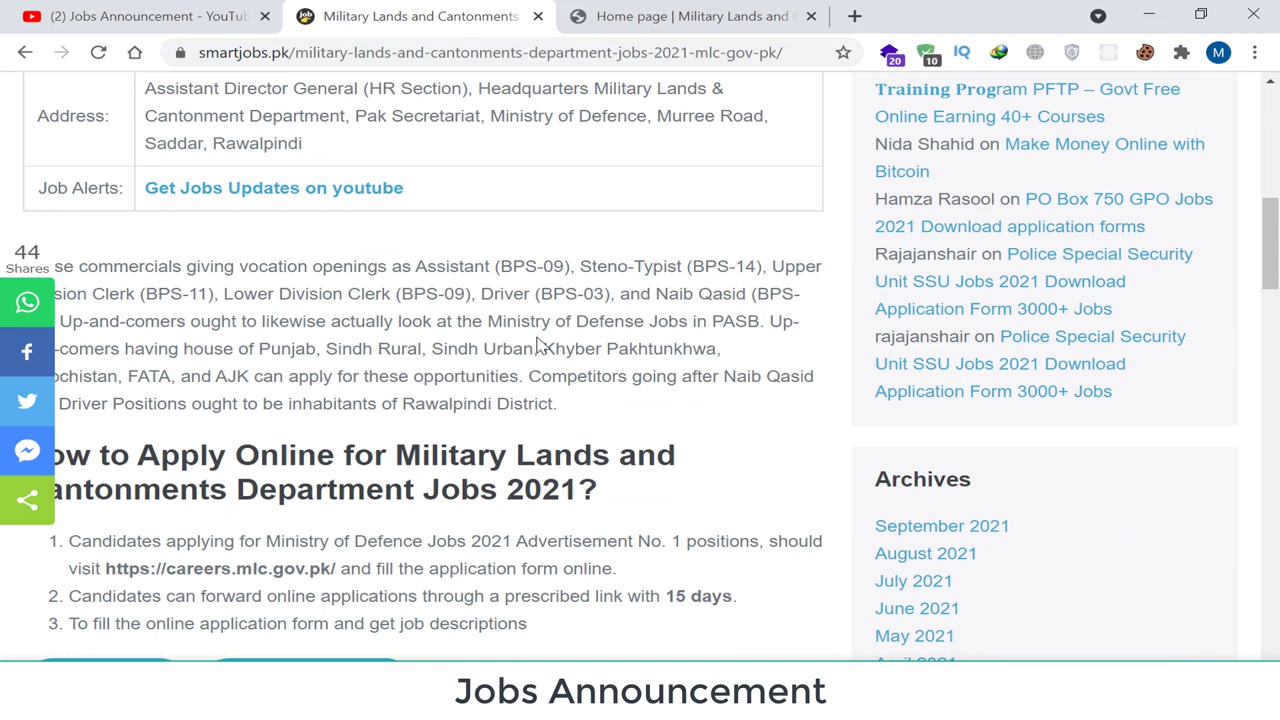 (2) Jobs Announcement - YouTu
Military Lands and Cantonments
Home page | Military Lands and C
smartjobs.pk/military-lands-and-cantonments-department-jobs-2021-mlc-gov-pk/
20
10
IQ
M
Address:
Assistant Director General (HR Section), Headquarters Military Lands &
Cantonment Department, Pak Secretariat, Ministry of Defence, Murree Road,
Saddar, Rawalpindi
Job Alerts:
Get Jobs Updates on youtube
44
Shares
se commercials giving vocation openings as Assistant (BPS-09), Steno-Typist (BPS-14), Upper
sion Clerk (BPS-11), Lower Division Clerk (BPS-09), Driver (BPS-03), and Naib Qasid (BPS-
Up-and-comers ought to likewise actually look at the Ministry of Defense Jobs in PASB. Up-
-comers having house of Punjab, Sindh Rural, Sindh Urban, Khyber Pakhtunkhwa,
ochistan, FATA, and AJK can apply for these opportunities. Competitors going after Naib Qasid
Driver Positions ought to be inhabitants of Rawalpindi District.
ow to Apply Online for Military Lands and
antonments Department Jobs 2021?
1. Candidates applying for Ministry of Defence Jobs 2021 Advertisement No. 1 positions, should
visit https://careers.mlc.gov.pk/ and fill the application form online.
2. Candidates can forward online applications through a prescribed link with 15 days.
3. To fill the online application form and get job descriptions
Training Program PFTP – Govt Free
Online Earning 40+ Courses
Nida Shahid on Make Money Online with
Bitcoin
Hamza Rasool on PO Box 750 GPO Jobs
2021 Download application forms
Rajajanshair on Police Special Security
Unit SSU Jobs 2021 Download
Application Form 3000+ Jobs
rajajanshair on Police Special Security
Unit SSU Jobs 2021 Download
Application Form 3000+ Jobs
Archives
September 2021
August 2021
July 2021
June 2021
May 2021
April 2021
Jobs Announcement